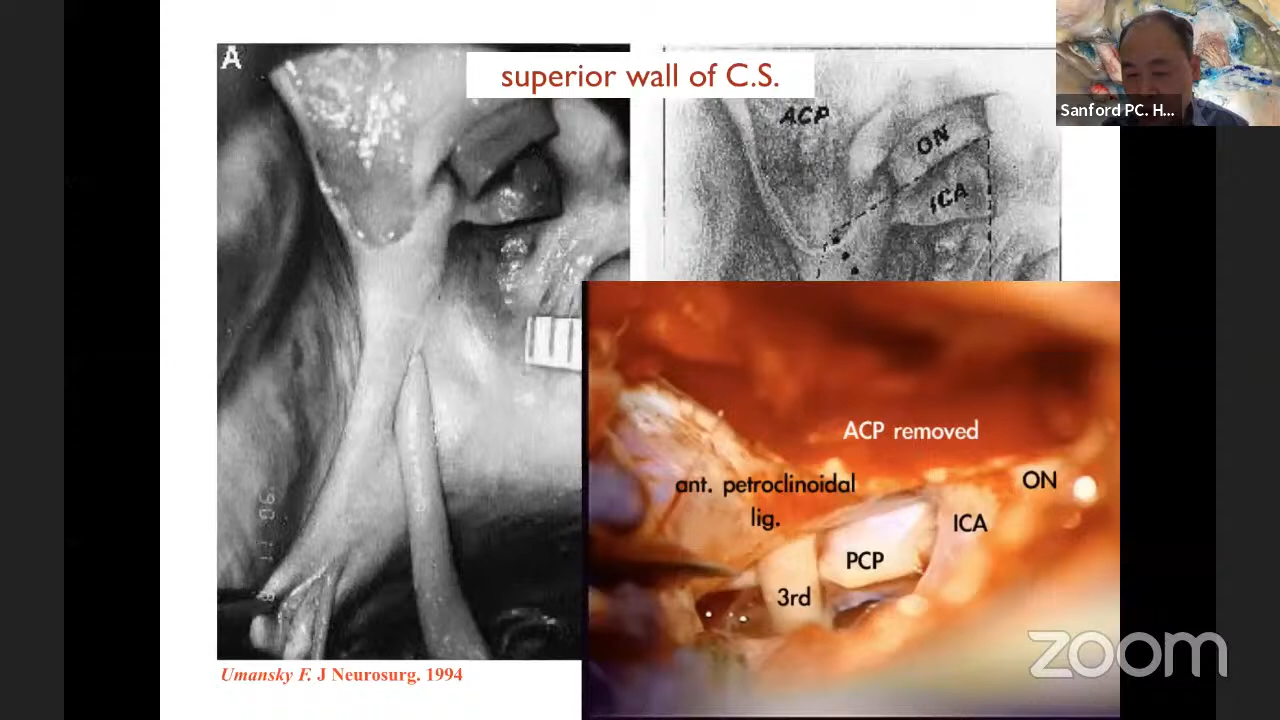 A
superior wall of C.S.
Sanford PC. H...
ACP
ON
ICA
ACP removed
ant. petroclinoidal
lig.
ON
ICA
PCP
3rd
Umansky F. J Neurosurg. 1994
zoom